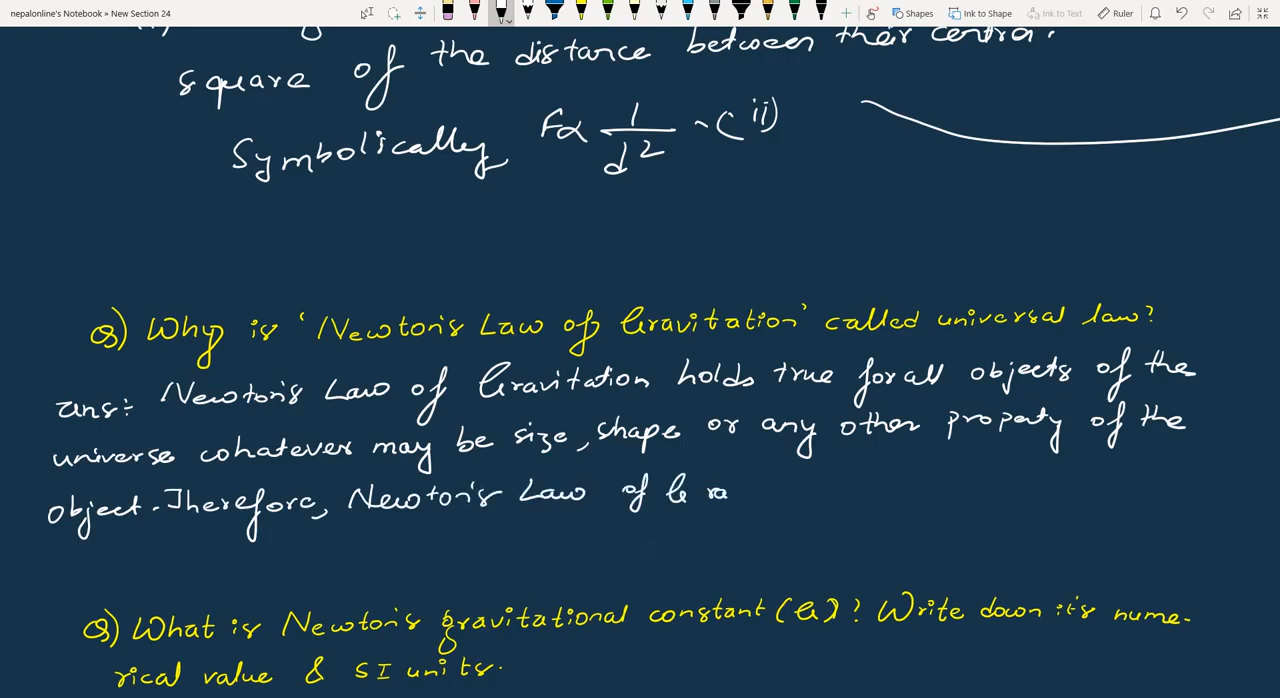 nepalonline's Notebook » New Section 24
Shapes Ink to Shape Ink to Text Ruler
square of the distance between their centre.
Symbolically F∝ 1/d² -(ii)
Q) Why is 'Newton's Law of Gravitation' called universal law?
ans:- Newton's Law of Gravitation holds true for all objects of the
universe whatever may be size, shape or any other property of the
object. Therefore, Newton's Law of Gra
Q) What is Newton's gravitational constant (G)? Write down it's nume-
rical value & SI units.